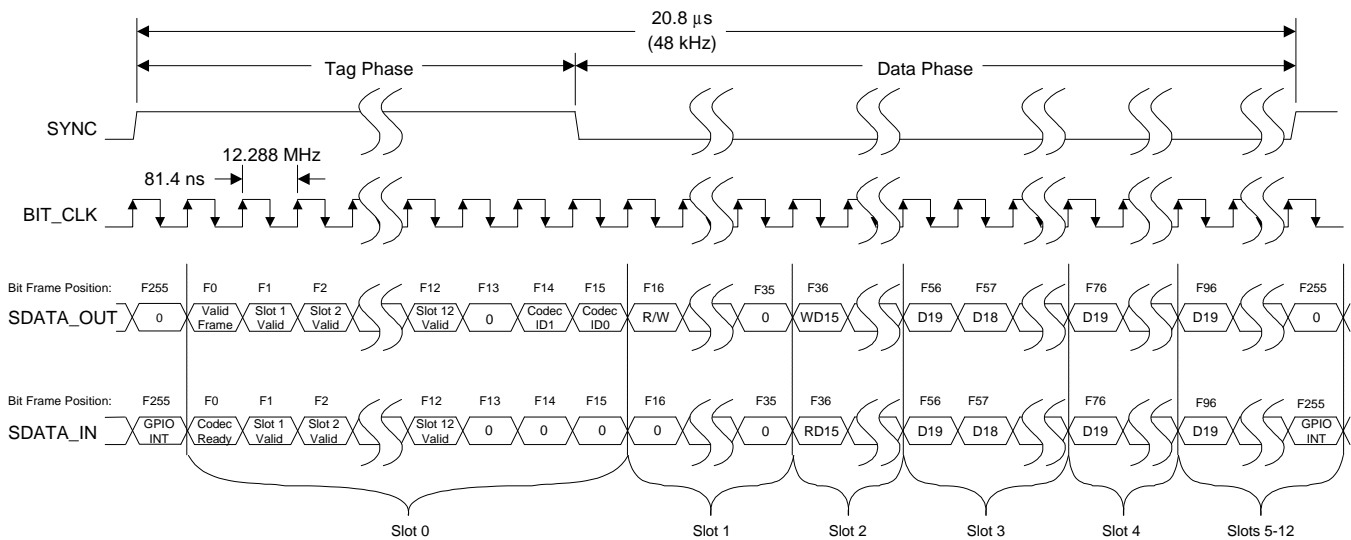 20.8 μs
(48 kHz)
Tag Phase
Data Phase
SYNC
12.288 MHz
81.4 ns
BIT_CLK
Bit Frame Position: F255 F0 F1 F2 F12 F13 F14 F15 F16 F35 F36 F56 F57 F76 F96 F255
SDATA_OUT 0 Valid Frame Slot 1 Valid Slot 2 Valid Slot 12 Valid 0 Codec ID1 Codec ID0 R/W 0 WD15 D19 D18 D19 D19 0
Bit Frame Position: F255 F0 F1 F2 F12 F13 F14 F15 F16 F35 F36 F56 F57 F76 F96 F255
SDATA_IN GPIO INT Codec Ready Slot 1 Valid Slot 2 Valid Slot 12 Valid 0 0 0 0 0 RD15 D19 D18 D19 D19 GPIO INT
Slot 0 Slot 1 Slot 2 Slot 3 Slot 4 Slots 5-12